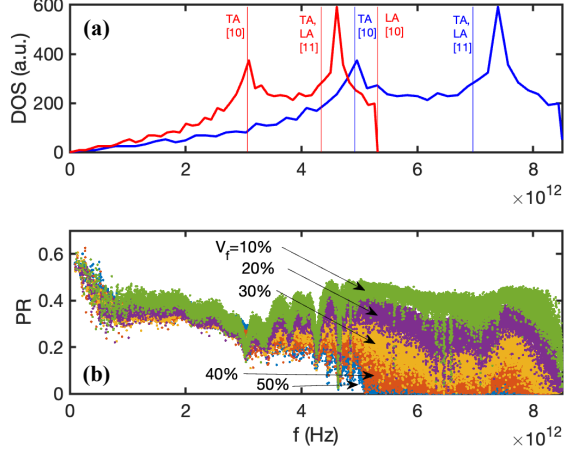 600
400
200
0
DOS (a.u.)
(a)
TA
[10]
TA,
LA
[11]
TA
[10]
LA
[10]
TA,
LA
[11]
0 2 4 6 8
×10¹²
0.6
0.4
0.2
0
PR
V_f=10%
20%
30%
40%
50%
(b)
0 2 4 6 8
f (Hz)
×10¹²